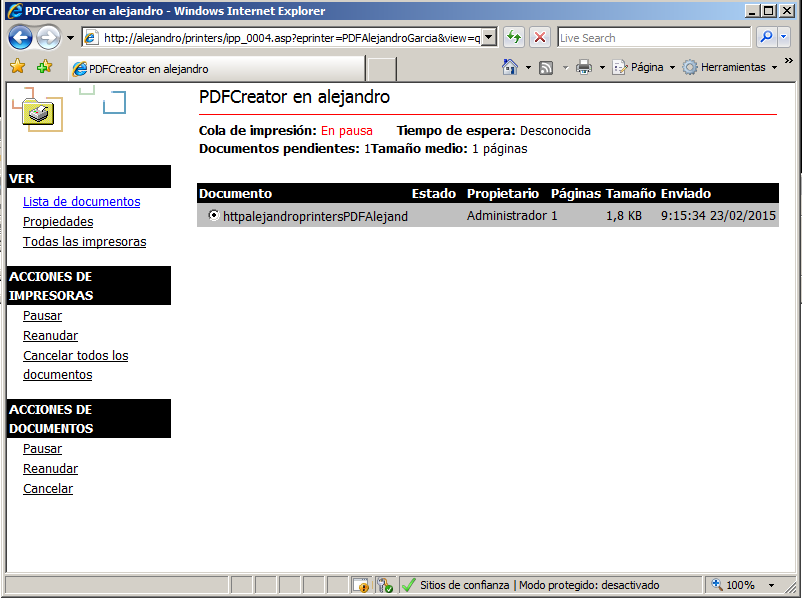 PDFCreator en alejandro - Windows Internet Explorer
http://alejandro/printers/ipp_0004.asp?eprinter=PDFAlejandroGarcia&view=q
Live Search
PDFCreator en alejandro
Página
Herramientas
»
PDFCreator en alejandro
Cola de impresión: En pausa Tiempo de espera: Desconocida
Documentos pendientes: 1Tamaño medio: 1 páginas
VER
Lista de documentos
Propiedades
Todas las impresoras
ACCIONES DE
IMPRESORAS
Pausar
Reanudar
Cancelar todos los
documentos
ACCIONES DE
DOCUMENTOS
Pausar
Reanudar
Cancelar
Documento Estado Propietario Páginas Tamaño Enviado
httpalejandroprintersPDFAlejand Administrador 1 1,8 KB 9:15:34 23/02/2015
Sitios de confianza | Modo protegido: desactivado
100%